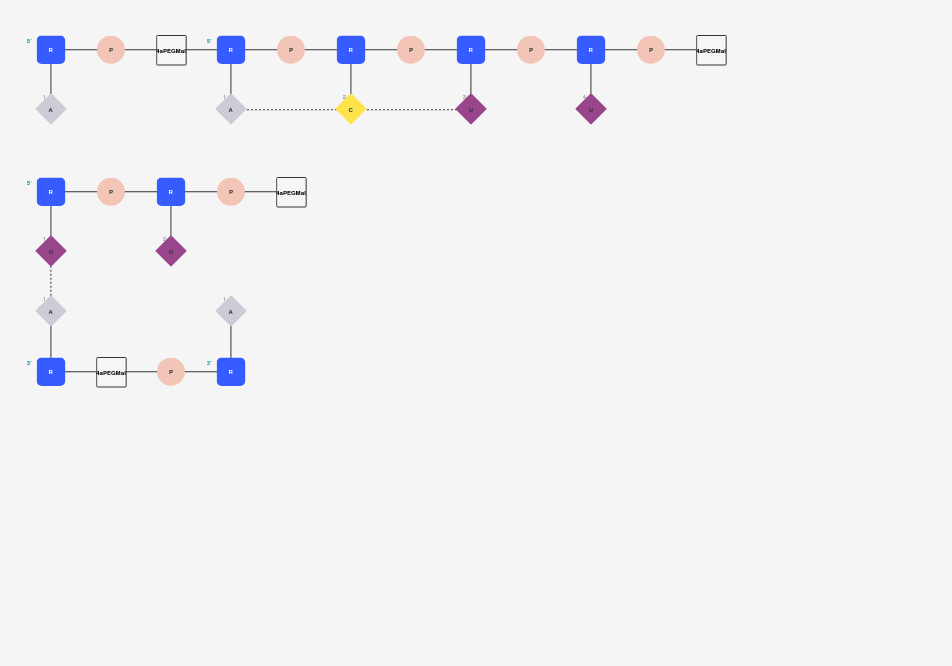 5' R P 4aPEGMal 5' R P R P R P R P 4aPEGMal
1 A 1 A 2 C 3 U 4 U
5' R P R P 4aPEGMal
1 U 2 U
1 A 1 A
3' R 4aPEGMal P 3' R